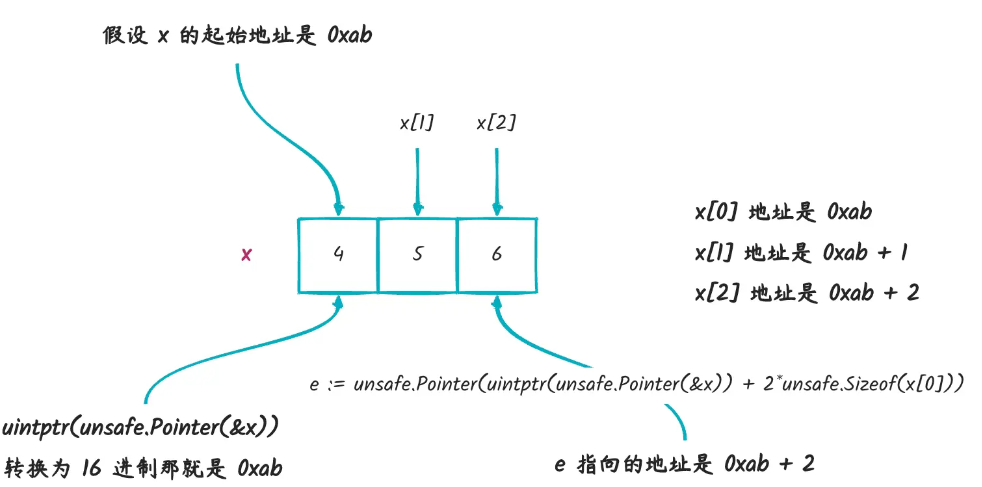 假设 x 的起始地址是 0xab
x[1]
x[2]
x
4
5
6
x[0] 地址是 0xab
x[1] 地址是 0xab + 1
x[2] 地址是 0xab + 2
e := unsafe.Pointer(uintptr(unsafe.Pointer(&x)) + 2*unsafe.Sizeof(x[0]))
uintptr(unsafe.Pointer(&x))
转换为 16 进制那就是 0xab
e 指向的地址是 0xab + 2